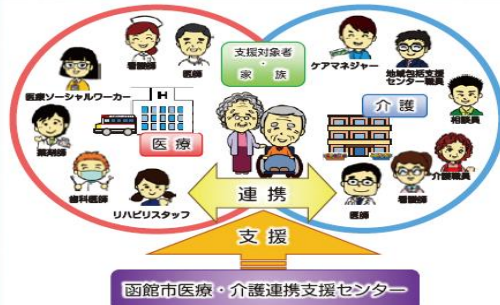 看護師
医師
医療ソーシャルワーカー
薬剤師
歯科医師
リハビリスタッフ
H
医療
支援対象者
・
家族
ケアマネジャー
地域包括支援
センター職員
相談員
介護
介護職員
看護師
医師
連携
支援
函館市医療・介護連携支援センター